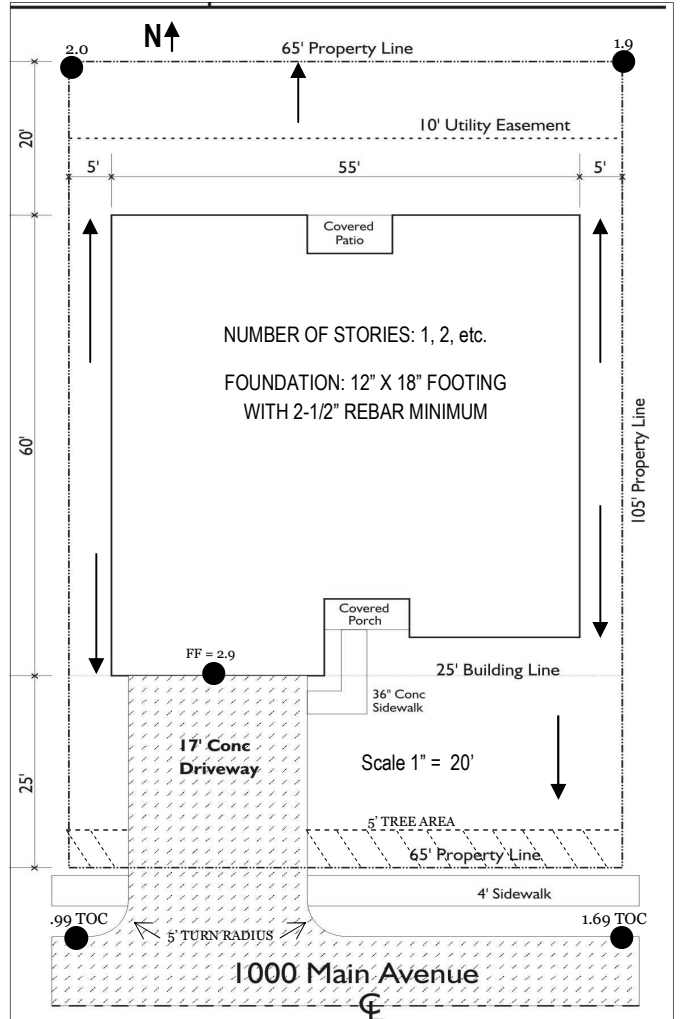 N
2.0
65' Property Line
1.9
20'
10' Utility Easement
5'
55'
5'
Covered
Patio
NUMBER OF STORIES: 1, 2, etc.
FOUNDATION: 12” X 18” FOOTING
WITH 2-1/2” REBAR MINIMUM
60'
105' Property Line
Covered
Porch
FF = 2.9
25' Building Line
36" Conc
Sidewalk
17' Conc
Driveway
Scale 1” = 20’
25'
5' TREE AREA
65' Property Line
4' Sidewalk
.99 TOC
5' TURN RADIUS
1.69 TOC
1000 Main Avenue
℄